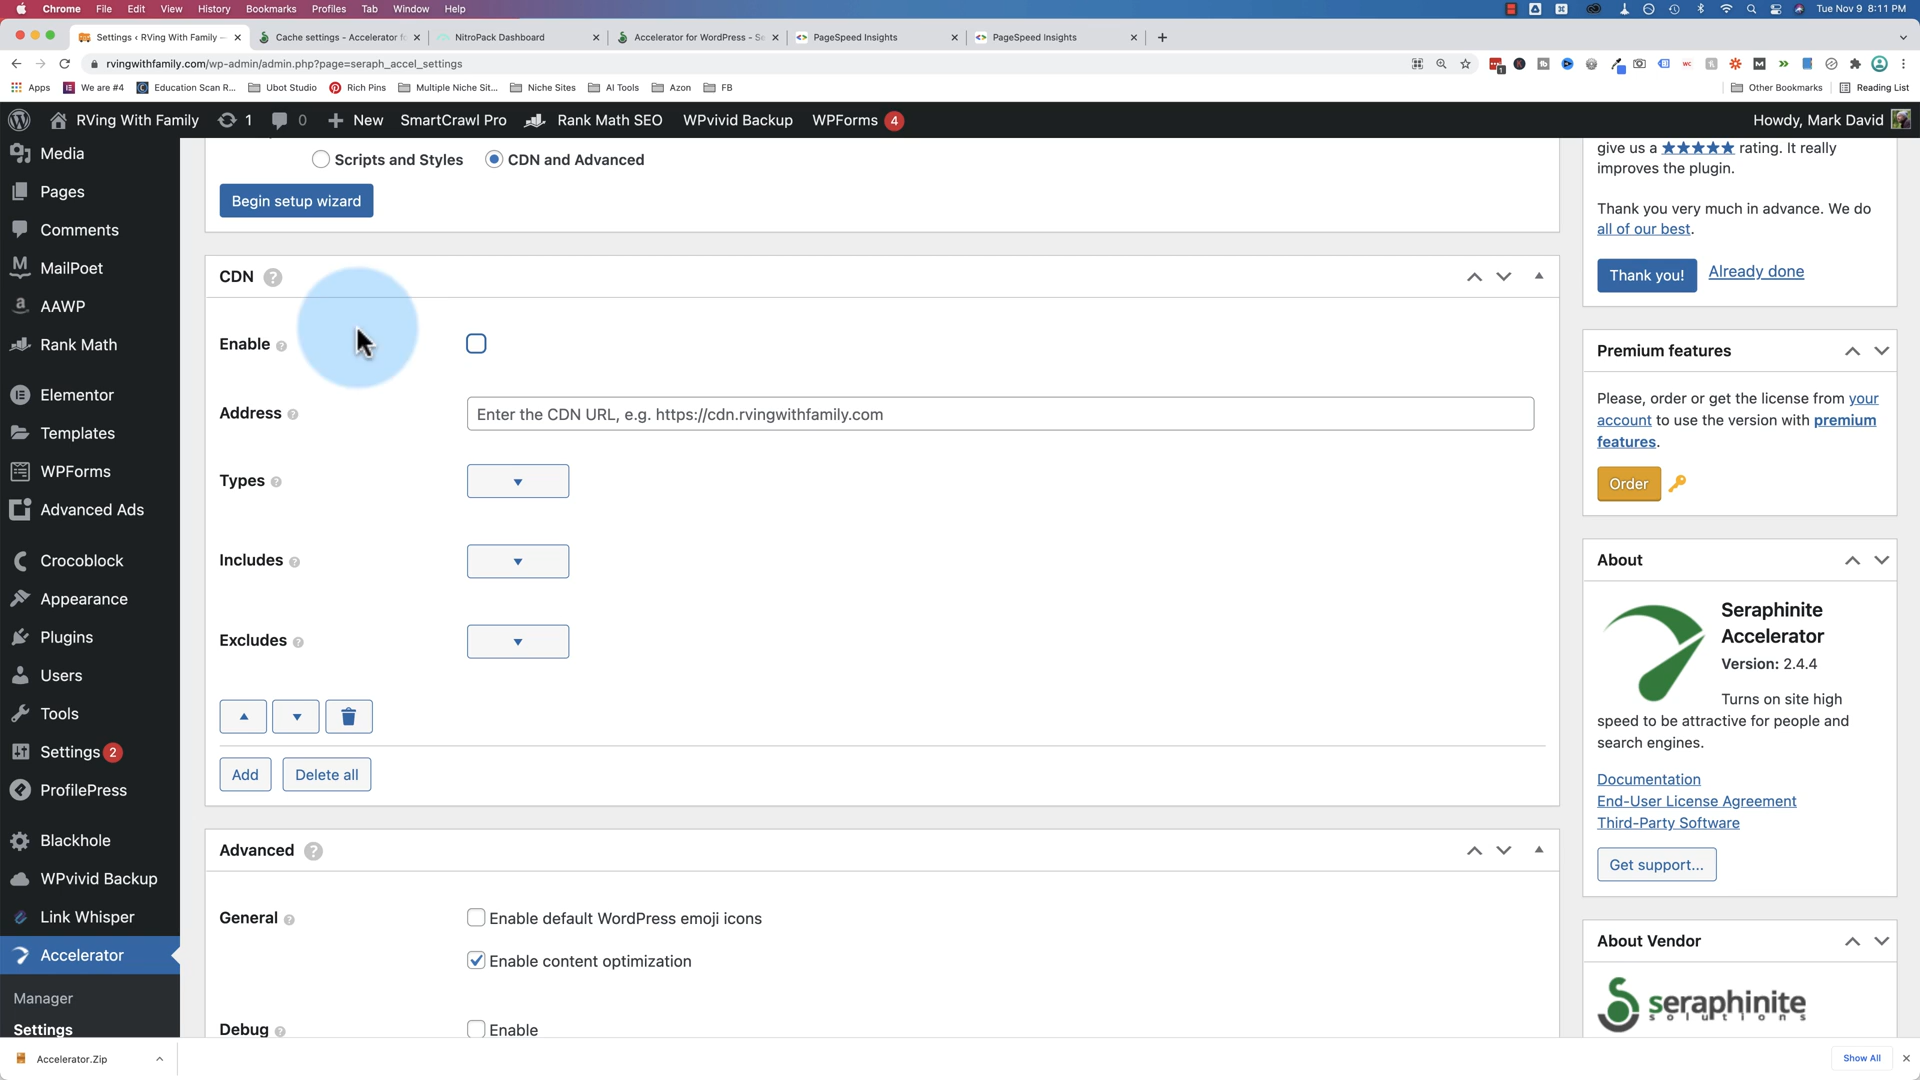 Chrome File Edit View History Bookmarks Profiles Tab Window Help
Tue Nov 9 8:11 PM
Settings ‹ RVing With Family —
Cache settings - Accelerator f
NitroPack Dashboard
Accelerator for WordPress - Se
PageSpeed Insights
PageSpeed Insights
rvingwithfamily.com/wp-admin/admin.php?page=seraph_accel_settings
Apps
We are #4
Education Scan R...
Ubot Studio
Rich Pins
Multiple Niche Sit...
Niche Sites
AI Tools
Azon
FB
Other Bookmarks
Reading List
RVing With Family
1
0
New
SmartCrawl Pro
Rank Math SEO
WPvivid Backup
WPForms 4
Howdy, Mark David
Media
Pages
Comments
MailPoet
AAWP
Rank Math
Elementor
Templates
WPForms
Advanced Ads
Crocoblock
Appearance
Plugins
Users
Tools
Settings 2
ProfilePress
Blackhole
WPvivid Backup
Link Whisper
Accelerator
Manager
Settings
Scripts and Styles
CDN and Advanced
Begin setup wizard
CDN ?
Enable ?
Address ?
Enter the CDN URL, e.g. https://cdn.rvingwithfamily.com
Types ?
Includes ?
Excludes ?
Add
Delete all
Advanced ?
General ?
Enable default WordPress emoji icons
Enable content optimization
Debug ?
Enable
give us a ★★★★★ rating. It really
improves the plugin.
Thank you very much in advance. We do
all of our best.
Thank you!
Already done
Premium features
Please, order or get the license from your
account to use the version with premium
features.
Order
About
Seraphinite
Accelerator
Version: 2.4.4
Turns on site high
speed to be attractive for people and
search engines.
Documentation
End-User License Agreement
Third-Party Software
Get support...
About Vendor
seraphinite
solutions
Accelerator.Zip
Show All